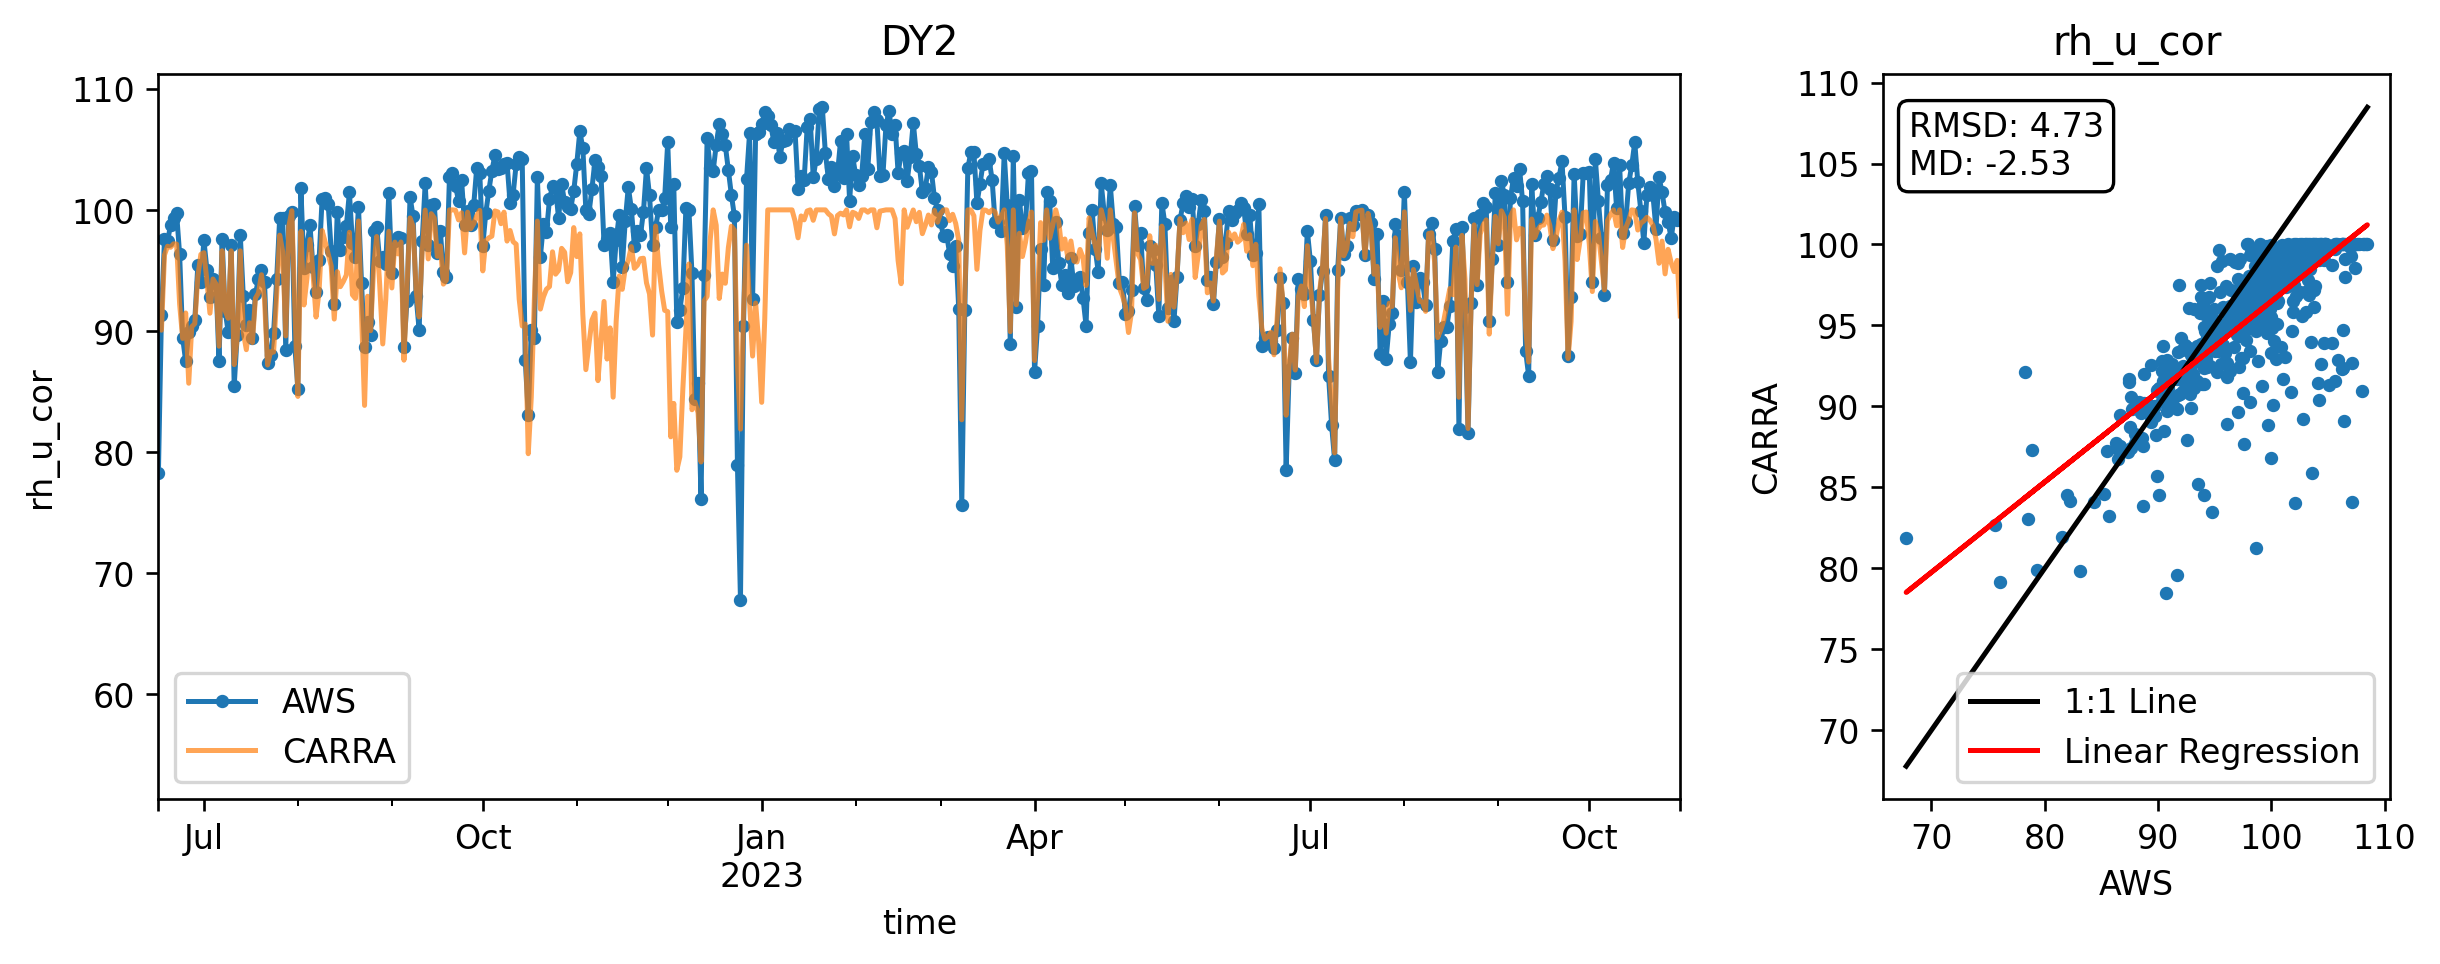 DY2
rh_u_cor
110
100
90
80
70
60
AWS
CARRA
Jul
Oct
Jan
2023
Apr
Jul
Oct
time
rh_u_cor
CARRA
110
105
100
95
90
85
80
75
70
RMSD: 4.73
MD: -2.53
1:1 Line
Linear Regression
70
80
90
100
110
AWS